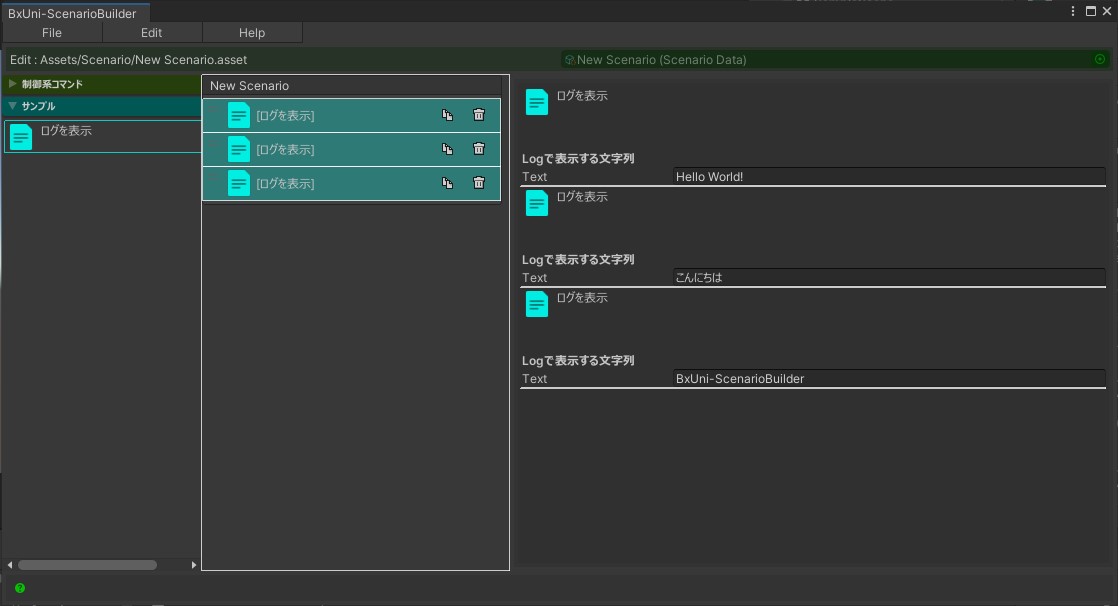 BxUni-ScenarioBuilder
File Edit Help
Edit : Assets/Scenario/New Scenario.asset
New Scenario (Scenario Data)
制御系コマンド
サンプル
ログを表示
New Scenario
[ログを表示]
[ログを表示]
[ログを表示]
ログを表示
Logで表示する文字列
Text Hello World!
ログを表示
Logで表示する文字列
Text こんにちは
ログを表示
Logで表示する文字列
Text BxUni-ScenarioBuilder